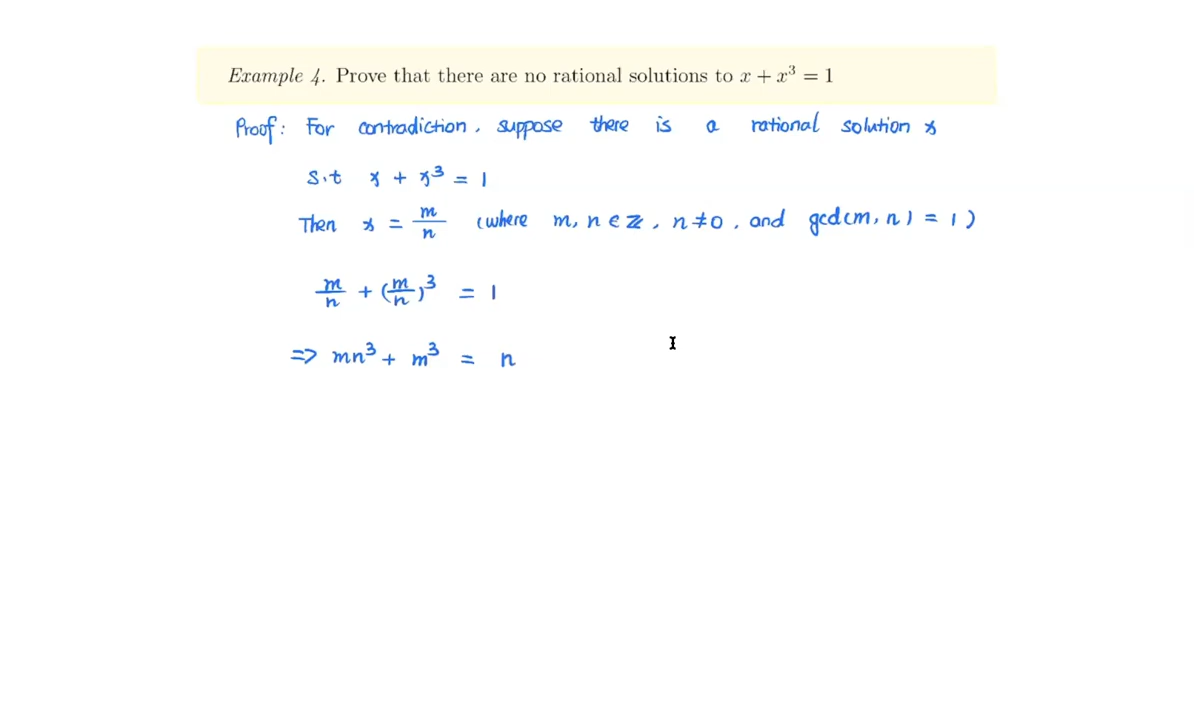 Example 4. Prove that there are no rational solutions to x + x³ = 1
Proof: For contradiction, suppose there is a rational solution x
s.t x + x³ = 1
Then x = m/n (where m, n ∈ ℤ, n ≠ 0, and gcd(m, n) = 1)
m/n + (m/n)³ = 1
=> mn³ + m³ = n